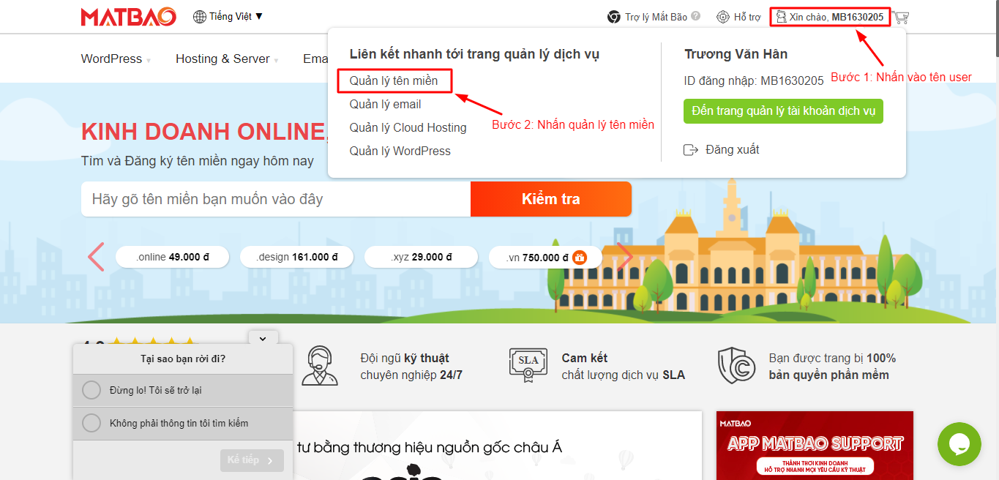 MATBAO
Tiếng Việt ▼
Trợ lý Mắt Bão ?
Hỗ trợ
Xin chào, MB1630205
WordPress
Hosting & Server
Ema
Liên kết nhanh tới trang quản lý dịch vụ
Quản lý tên miền
Quản lý email
Quản lý Cloud Hosting
Quản lý WordPress
Bước 2: Nhấn quản lý tên miền
Trương Văn Hân
ID đăng nhập: MB1630205
Bước 1: Nhấn vào tên user
Đến trang quản lý tài khoản dịch vụ
Đăng xuất
KINH DOANH ONLINE
Tìm và Đăng ký tên miền ngay hôm nay
Hãy gõ tên miền bạn muốn vào đây
Kiểm tra
.online 49.000 đ
.design 161.000 đ
.xyz 29.000 đ
.vn 750.000 đ
Tại sao bạn rời đi?
Đừng lo! Tôi sẽ trở lại
Không phải thông tin tôi tìm kiếm
Kế tiếp
Đội ngũ kỹ thuật
chuyên nghiệp 24/7
SLA
Cam kết
chất lượng dịch vụ SLA
Bạn được trang bị 100%
bản quyền phần mềm
tư bằng thương hiệu nguồn gốc châu Á
MATBAO
APP MATBAO SUPPORT
THẢNH THƠI KINH DOANH
HỖ TRỢ NHANH MỌI YÊU CẦU KỸ THUẬT